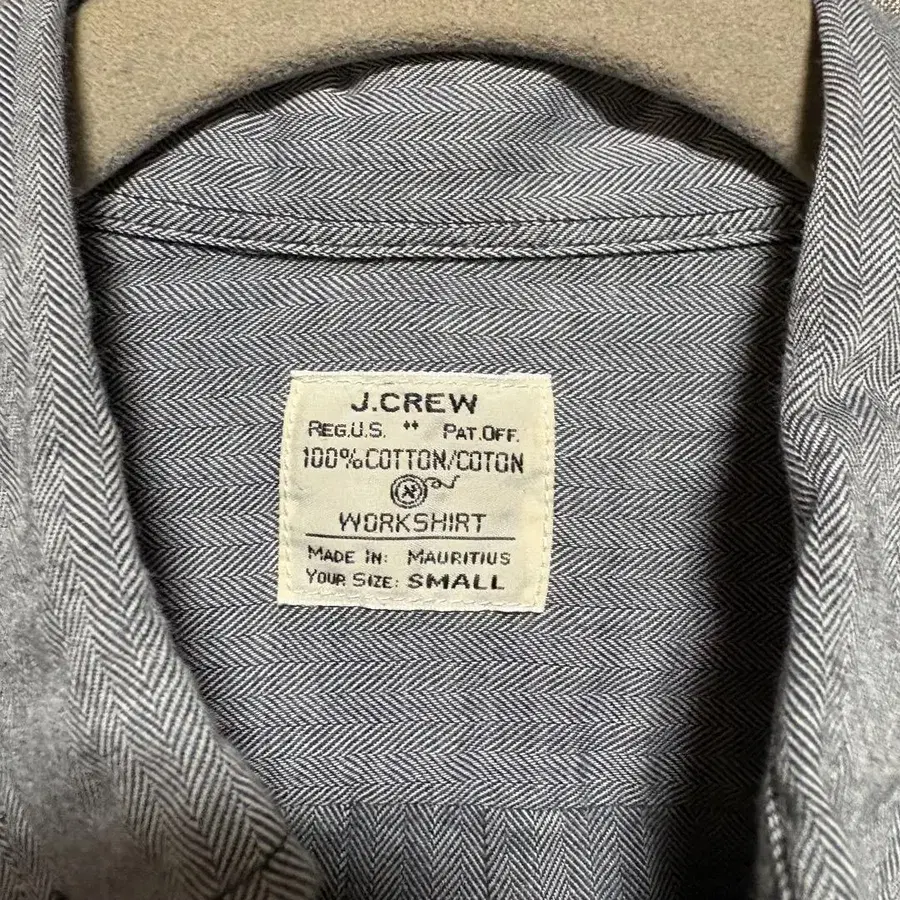 J.CREW
REG.U.S. PAT.OFF.
100% COTTON/COTON
WORKSHIRT
MADE IN: MAURITIUS
YOUR SIZE: SMALL